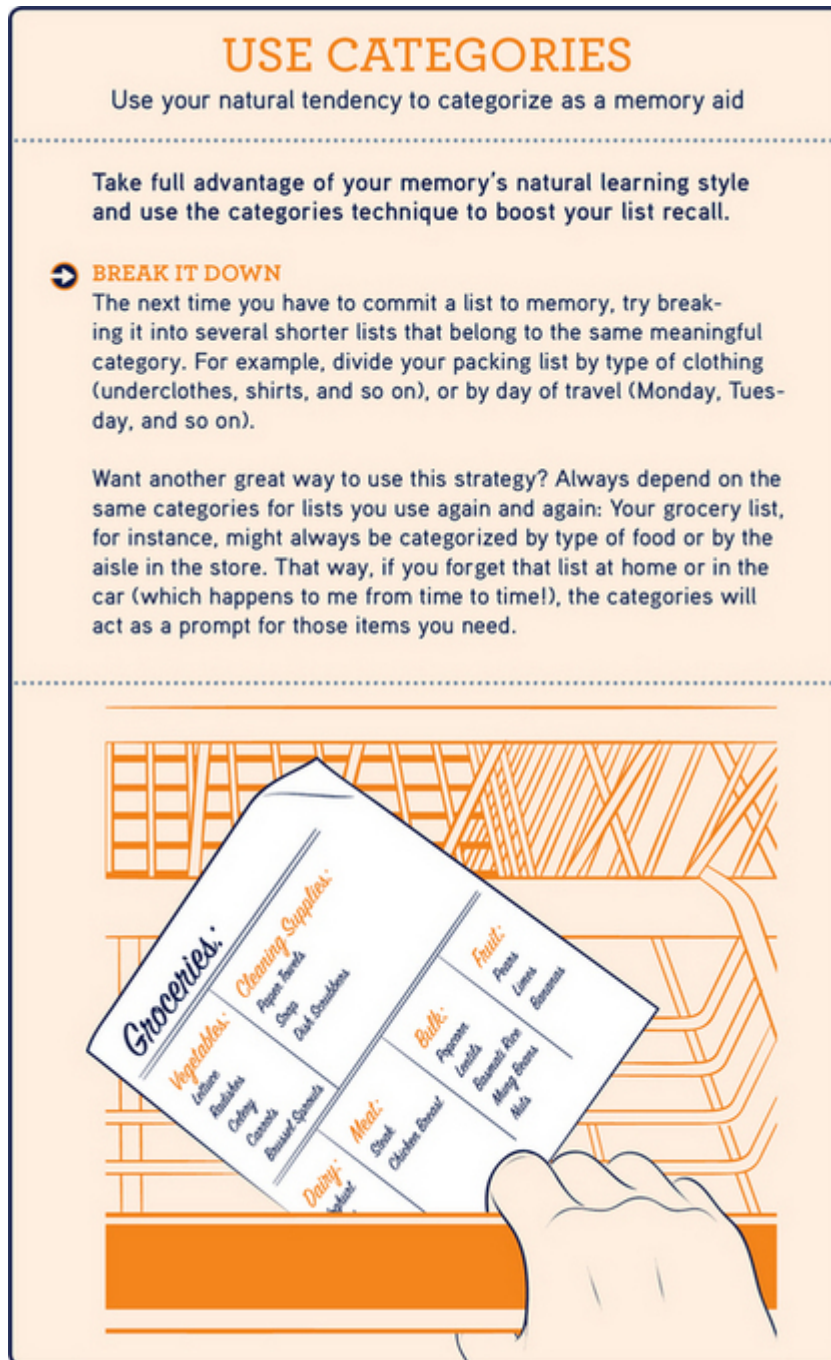 USE CATEGORIES
Use your natural tendency to categorize as a memory aid
Take full advantage of your memory's natural learning style
and use the categories technique to boost your list recall.
BREAK IT DOWN
The next time you have to commit a list to memory, try break-
ing it into several shorter lists that belong to the same meaningful
category. For example, divide your packing list by type of clothing
(underclothes, shirts, and so on), or by day of travel (Monday, Tues-
day, and so on).
Want another great way to use this strategy? Always depend on the
same categories for lists you use again and again: Your grocery list,
for instance, might always be categorized by type of food or by the
aisle in the store. That way, if you forget that list at home or in the
car (which happens to me from time to time!), the categories will
act as a prompt for those items you need.
Groceries:
Vegetables:
Lettuce
Radishes
Celery
Carrots
Brussel Sprouts
Cleaning Supplies:
Paper Towels
Soap
Dish Scrubbers
Dairy:
Meat:
Steak
Chicken Breast
Bulk:
Popcorn
Lentils
Basmati Rice
Mung Beans
Nuts
Fruit:
Pears
Limes
Bananas